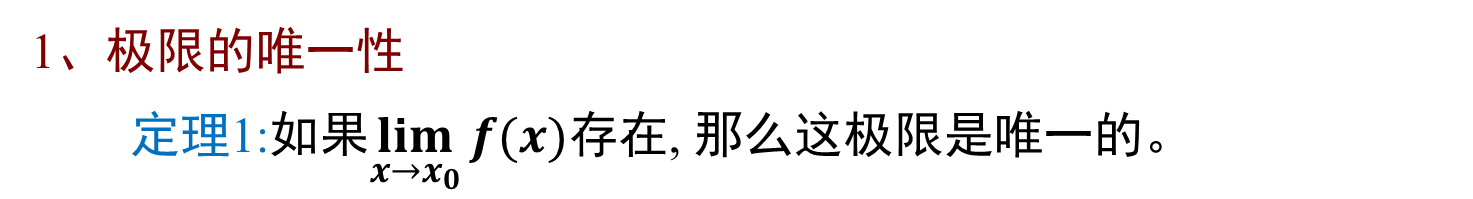 1、极限的唯一性
定理1:如果 lim_{x→x₀} f(x)存在, 那么这极限是唯一的。